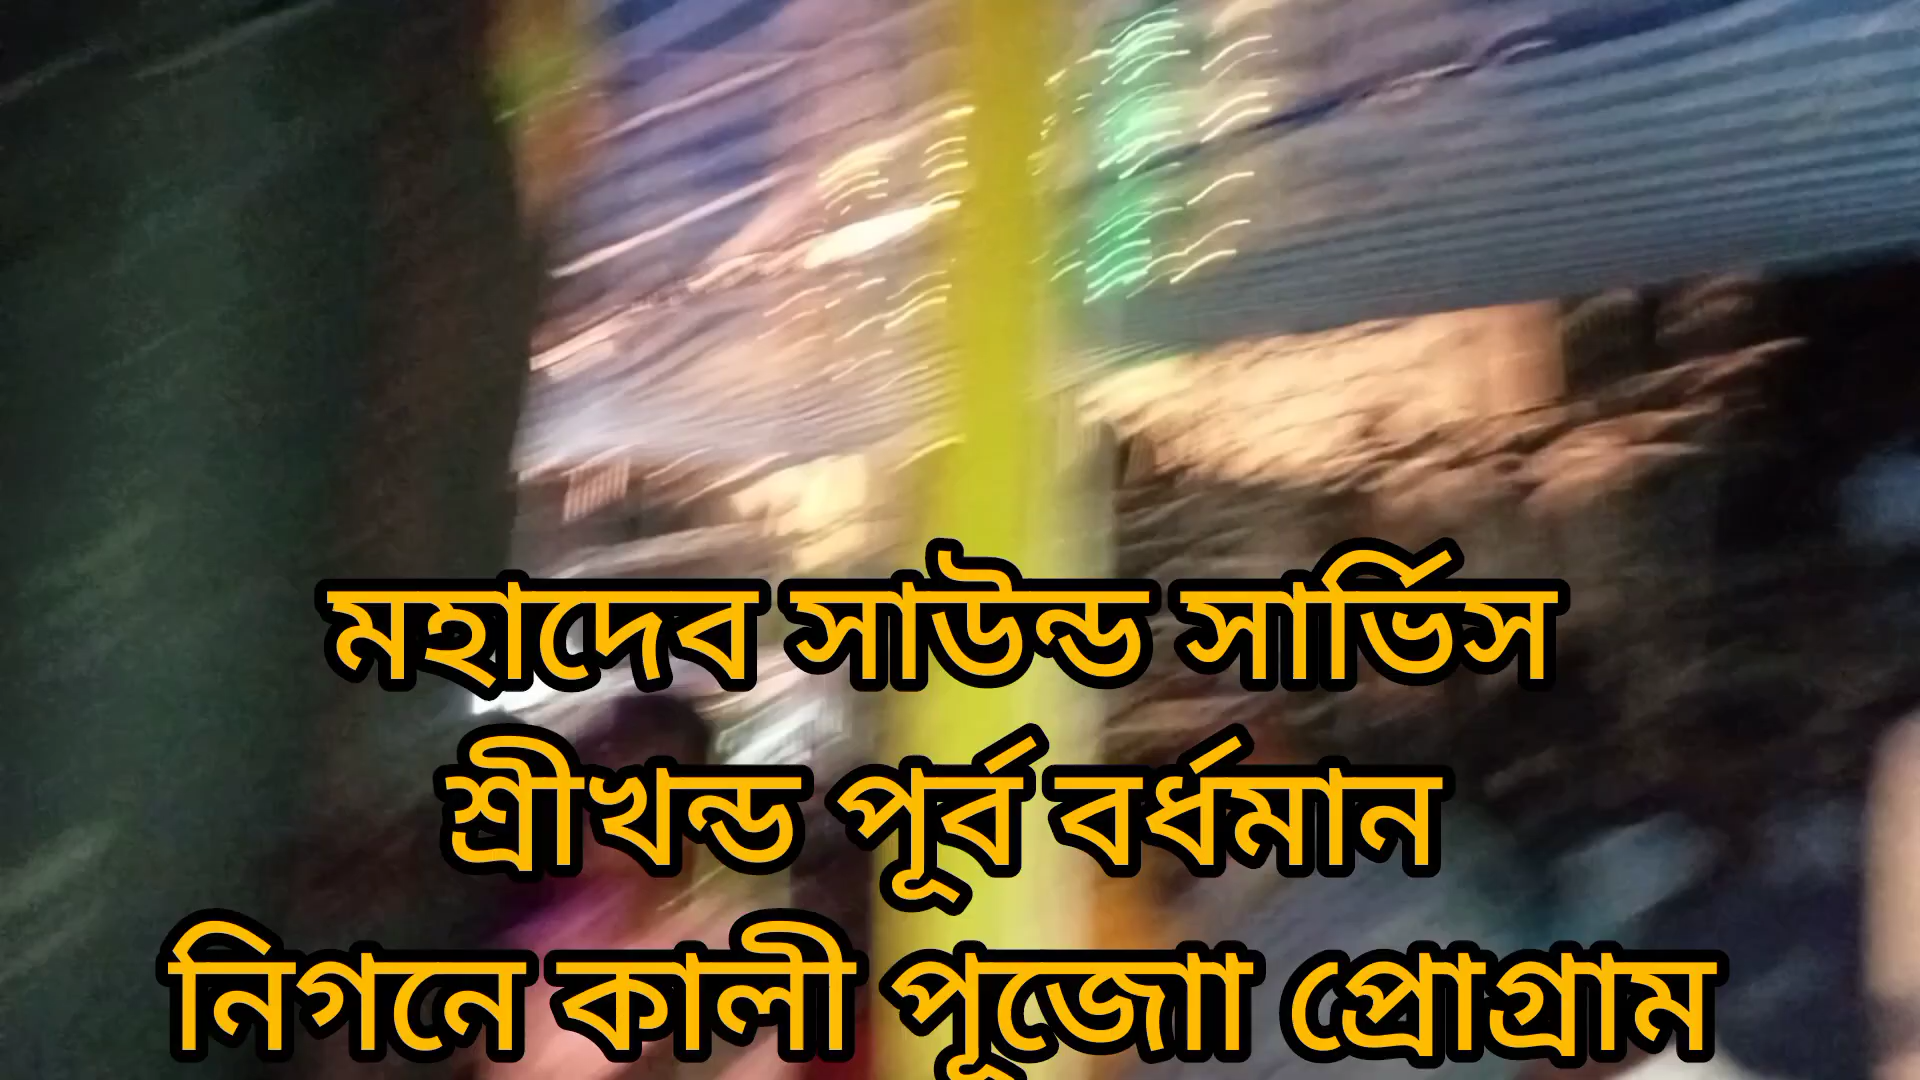 মহাদেব সাউন্ড সার্ভিস
শ্রীখন্ড পূর্ব বর্ধমান
নিগনে কালী পূজোা প্রোগ্রাম